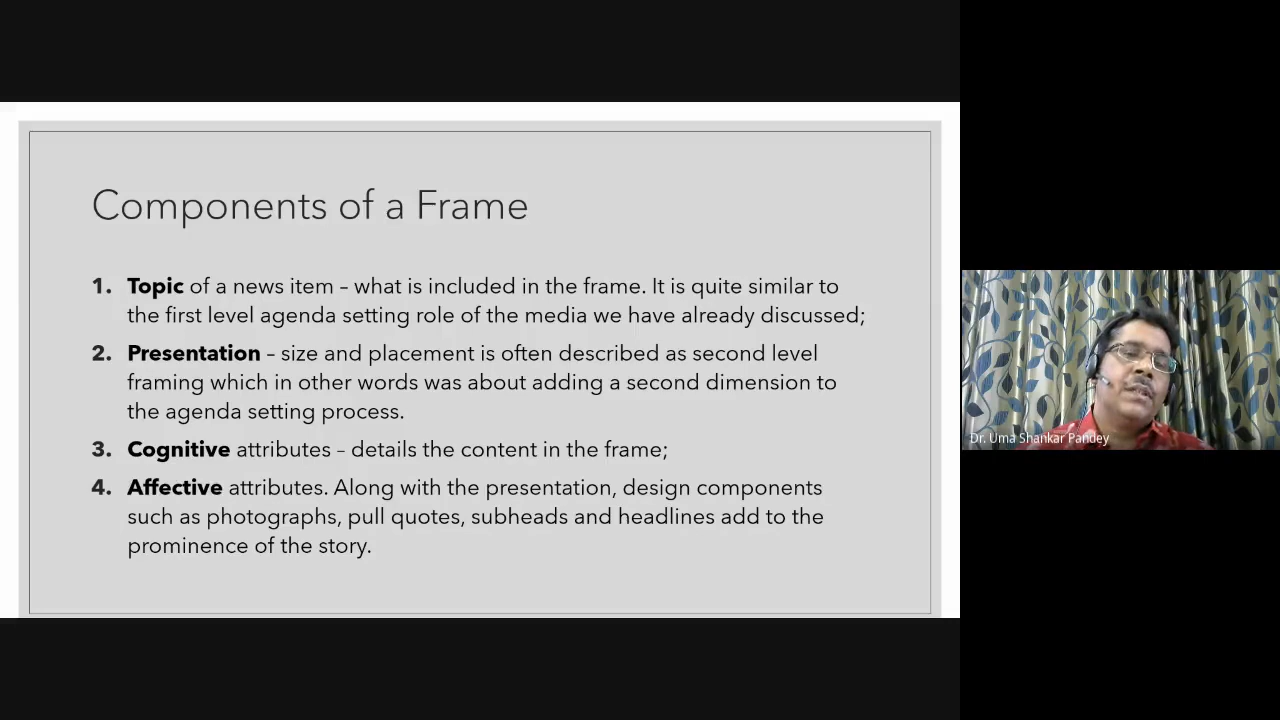 Components of a Frame
1. Topic of a news item – what is included in the frame. It is quite similar to
the first level agenda setting role of the media we have already discussed;
2. Presentation – size and placement is often described as second level
framing which in other words was about adding a second dimension to
the agenda setting process.
3. Cognitive attributes – details the content in the frame;
4. Affective attributes. Along with the presentation, design components
such as photographs, pull quotes, subheads and headlines add to the
prominence of the story.
Dr. Uma Shankar Pandey